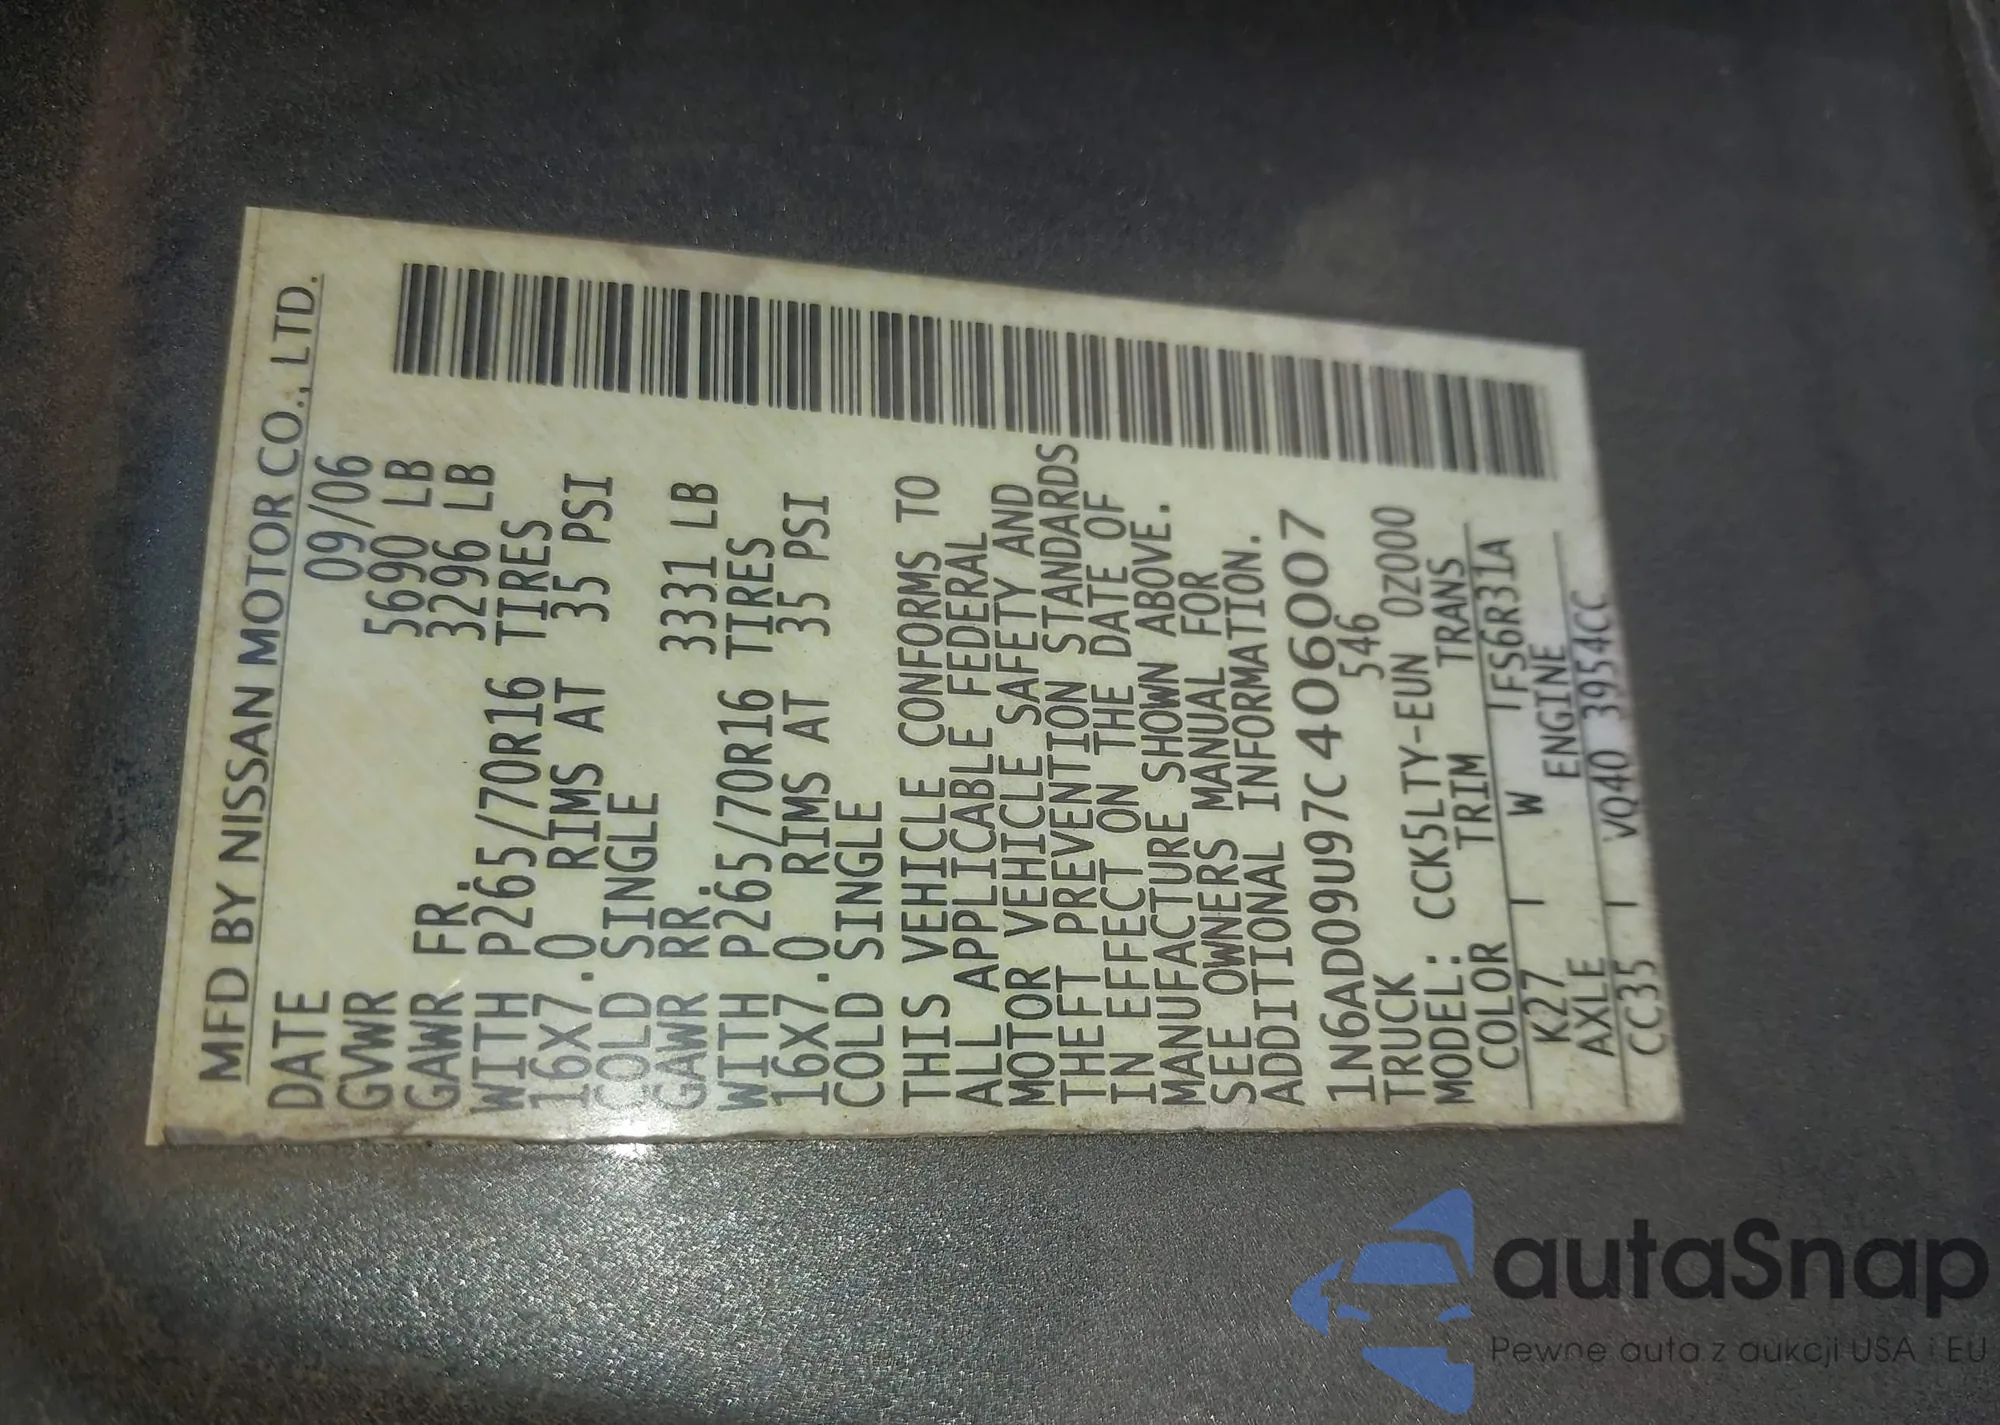 MFD BY NISSAN MOTOR CO., LTD.
DATE 09/06
GVWR 5690 LB
GAWR FR. 3296 LB
WITH P265/70R16 TIRES
16X7.0 RIMS AT 35 PSI
COLD SINGLE
GAWR RR. 3331 LB
WITH P265/70R16 TIRES
16X7.0 RIMS AT 35 PSI
COLD SINGLE
THIS VEHICLE CONFORMS TO
ALL APPLICABLE FEDERAL
MOTOR VEHICLE SAFETY AND
THEFT PREVENTION STANDARDS
IN EFFECT ON THE DATE OF
MANUFACTURE SHOWN ABOVE.
SEE OWNERS MANUAL FOR
ADDITIONAL INFORMATION.
1N6AD09U97C406007
TRUCK 546
MODEL: CCK5LTY-EUN 0Z000
COLOR TRIM TRANS
K27 W TFS6R31A
AXLE ENGINE
CC35 VQ40 3954CC
autaSnap
Pewne auta z aukcji USA i EU